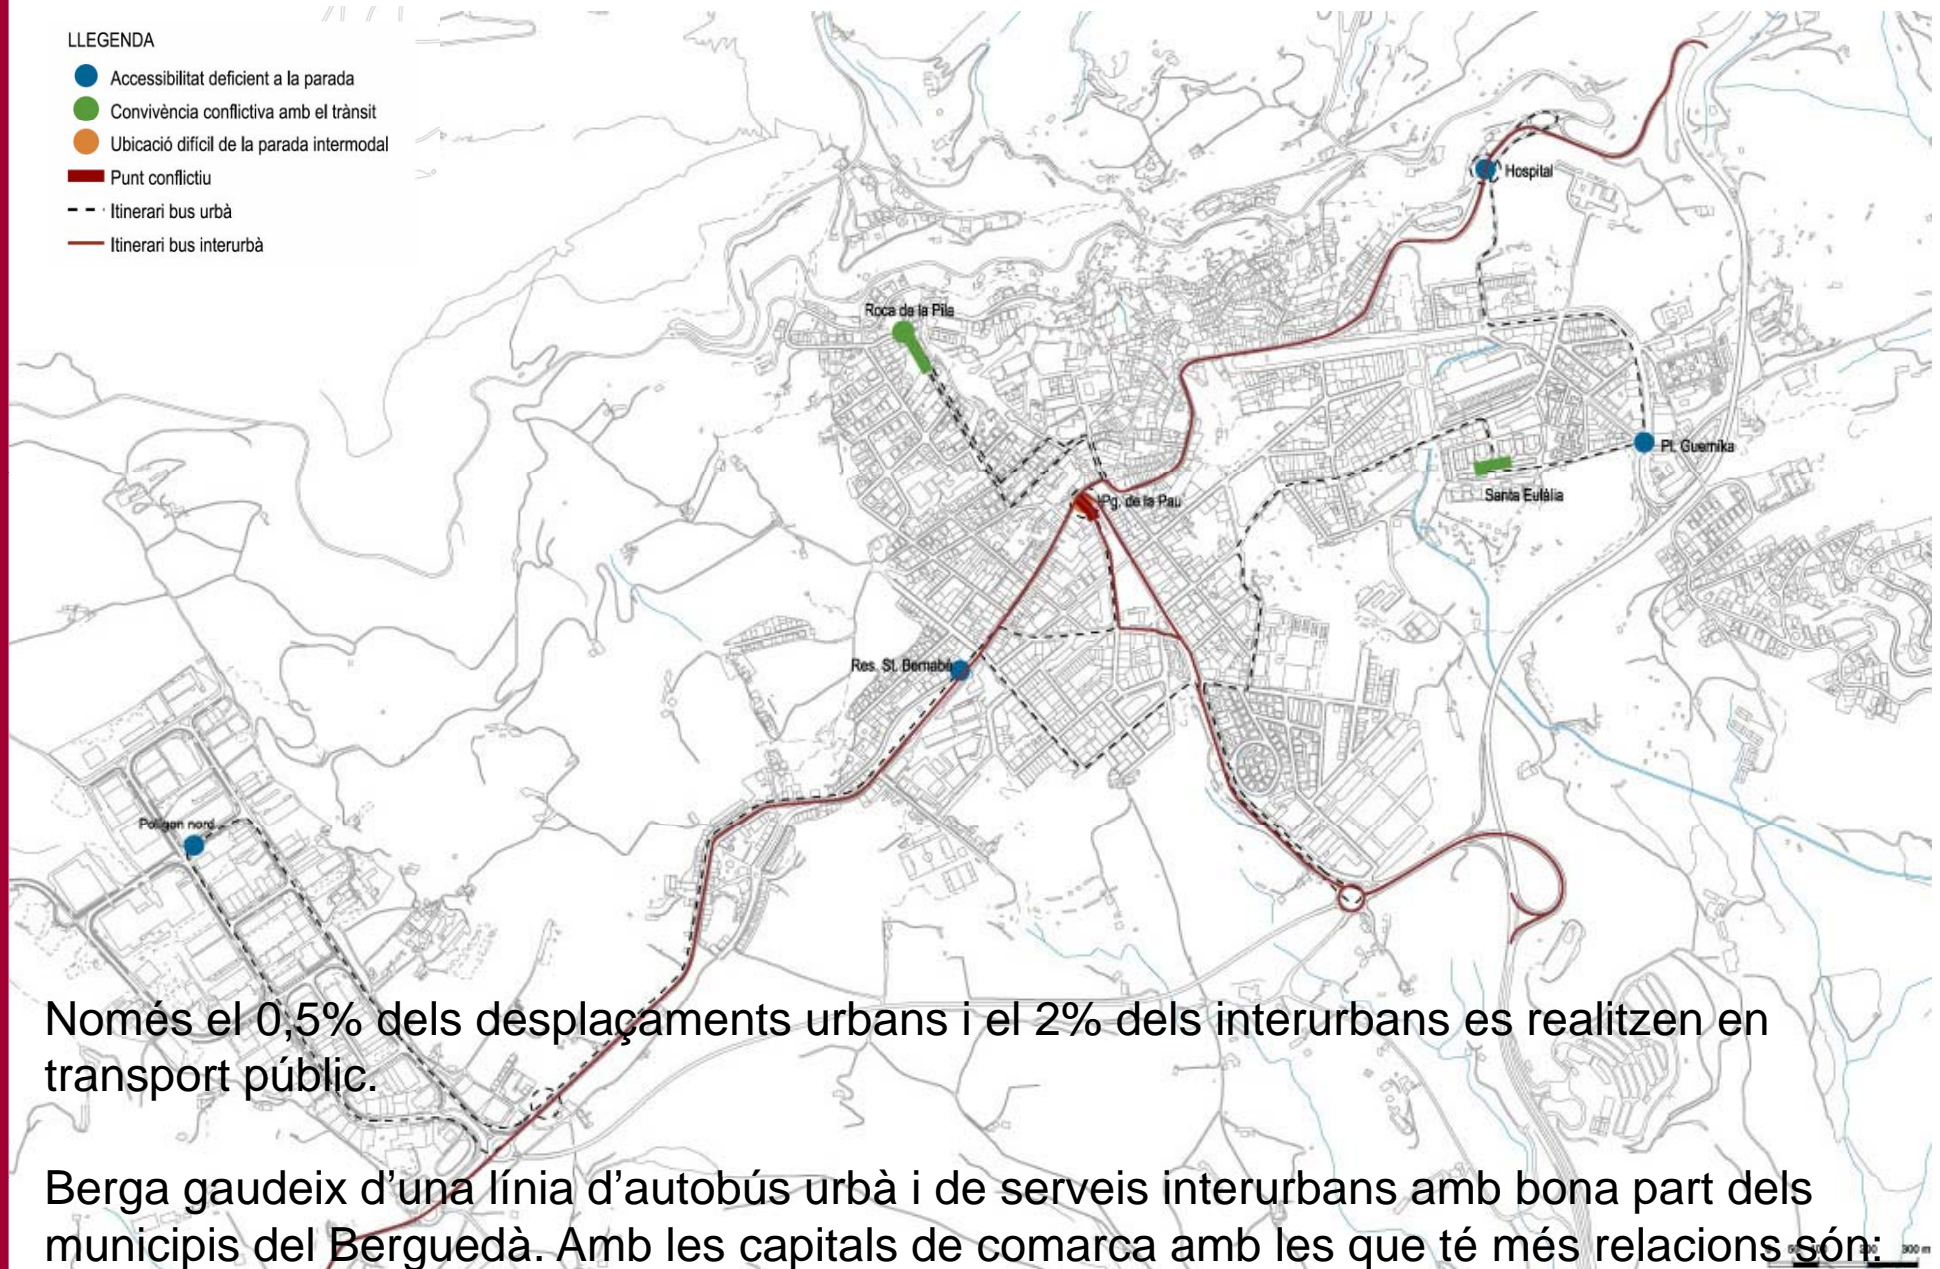 LLEGENDA
Accessibilitat deficient a la parada
Convivència conflictiva amb el trànsit
Ubicació difícil de la parada intermodal
Punt conflictiu
Itinerari bus urbà
Itinerari bus interurbà
Hospital
Roca de la Pila
Pl. Guernika
Santa Eulàlia
Pg. de la Pau
Res. St. Bernabé
Polígon nord
Només el 0,5% dels desplaçaments urbans i el 2% dels interurbans es realitzen en
transport públic.
Berga gaudeix d’una línia d’autobús urbà i de serveis interurbans amb bona part dels
municipis del Berguedà. Amb les capitals de comarca amb les que té més relacions són:
200 300 m